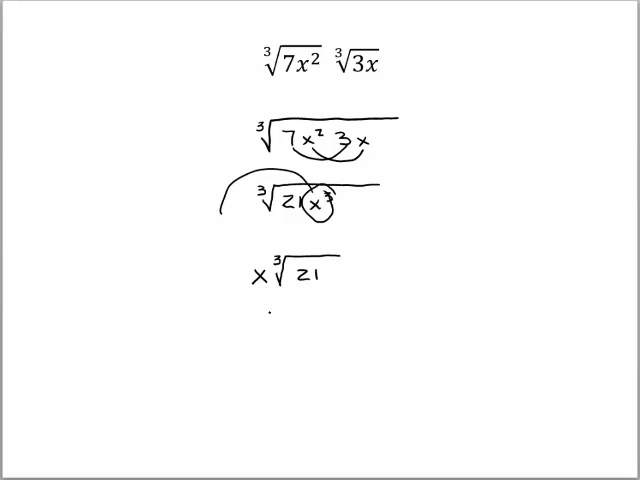 ∛(7x²) ∛(3x)
∛(7x² 3x)
∛(21x³)
x∛21